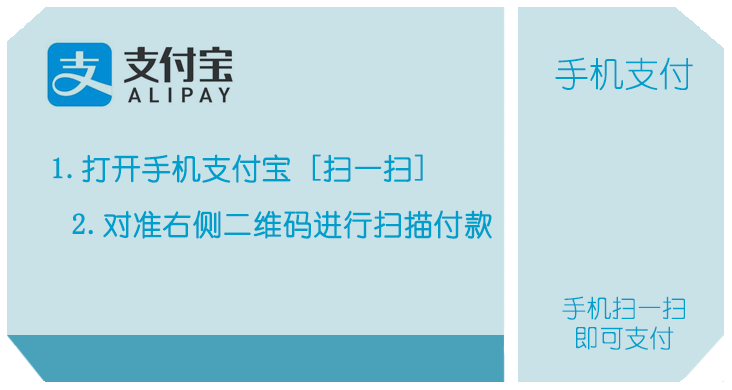 支 支付宝
ALIPAY
1.打开手机支付宝［扫一扫］
2.对准右侧二维码进行扫描付款
手机支付
手机扫一扫
即可支付